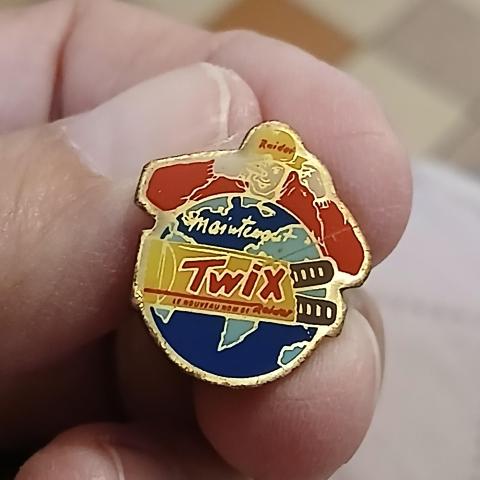 Raider
Maintenant
TWIX
LE NOUVEAU NOM DE Raider